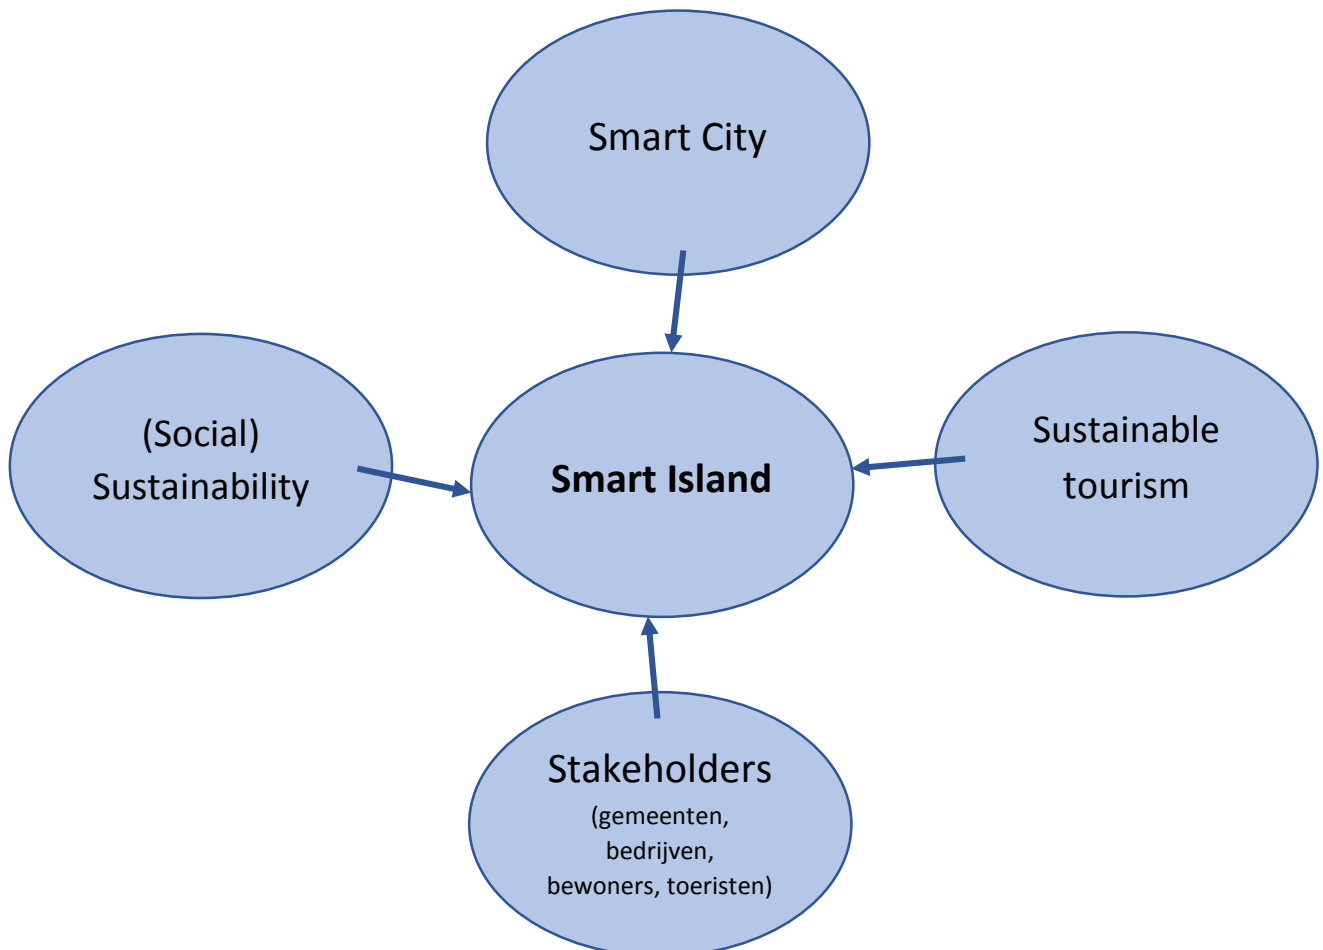 Smart City
(Social)
Sustainability
Smart Island
Sustainable
tourism
Stakeholders
(gemeenten,
bedrijven,
bewoners, toeristen)